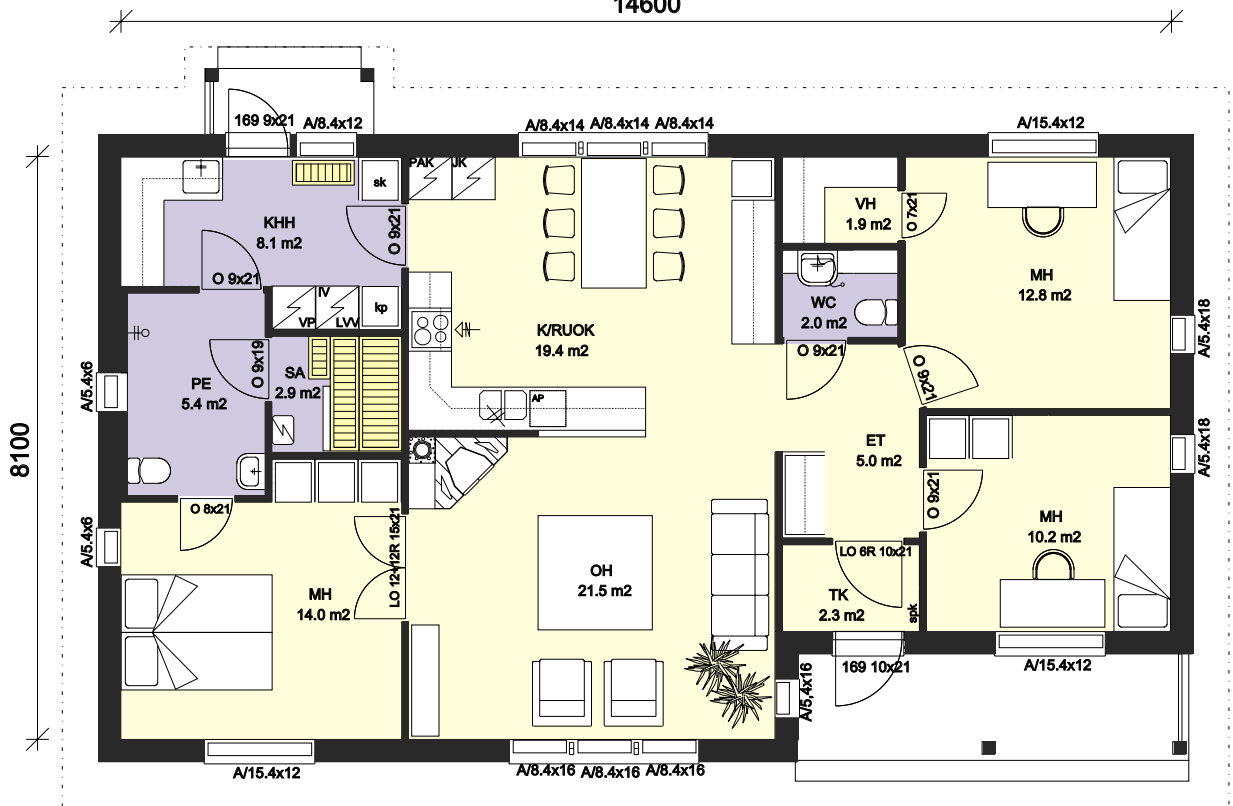 14600
169 9x21
A/8.4x12
A/8.4x14
A/8.4x14
A/8.4x14
A/15.4x12
PAK
JK
sk
KHH
8.1 m2
O 9x21
O 9x21
VH
1.9 m2
O 7x21
MH
12.8 m2
WC
2.0 m2
O 9x21
IV
VP
LVV
kp
K/RUOK
19.4 m2
A/5.4x18
PE
5.4 m2
O 9x19
SA
2.9 m2
A/5.4x6
AP
O 9x21
8100
ET
5.0 m2
A/5.4x18
O 8x21
LO 12+12R 15x21
O 9x21
A/5.4x6
MH
10.2 m2
LO 6R 10x21
OH
21.5 m2
MH
14.0 m2
TK
2.3 m2
spk
169 10x21
A/15.4x12
A/5.4x16
A/15.4x12
A/8.4x16
A/8.4x16
A/8.4x16